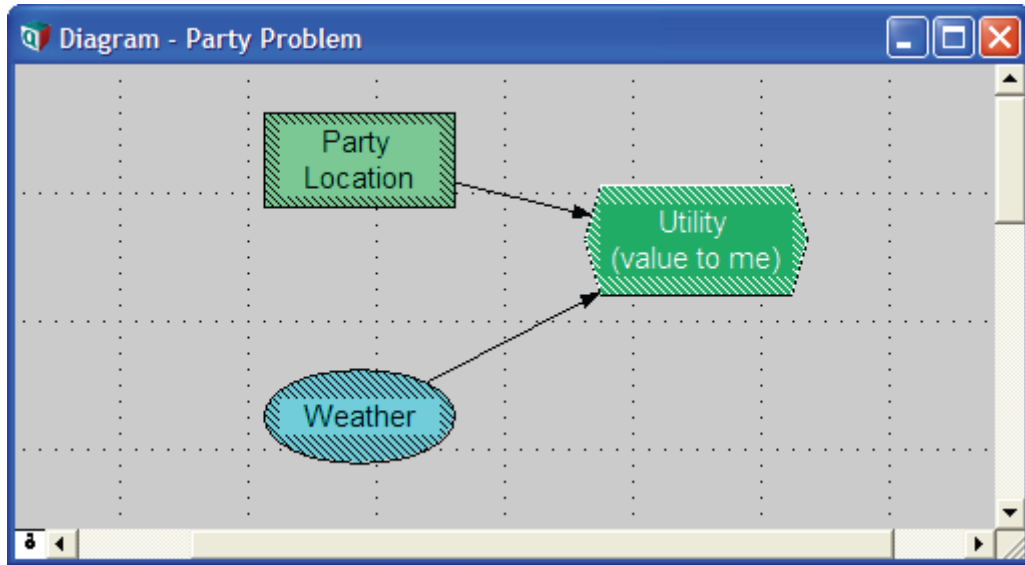 Diagram - Party Problem
Party
Location
Utility
(value to me)
Weather